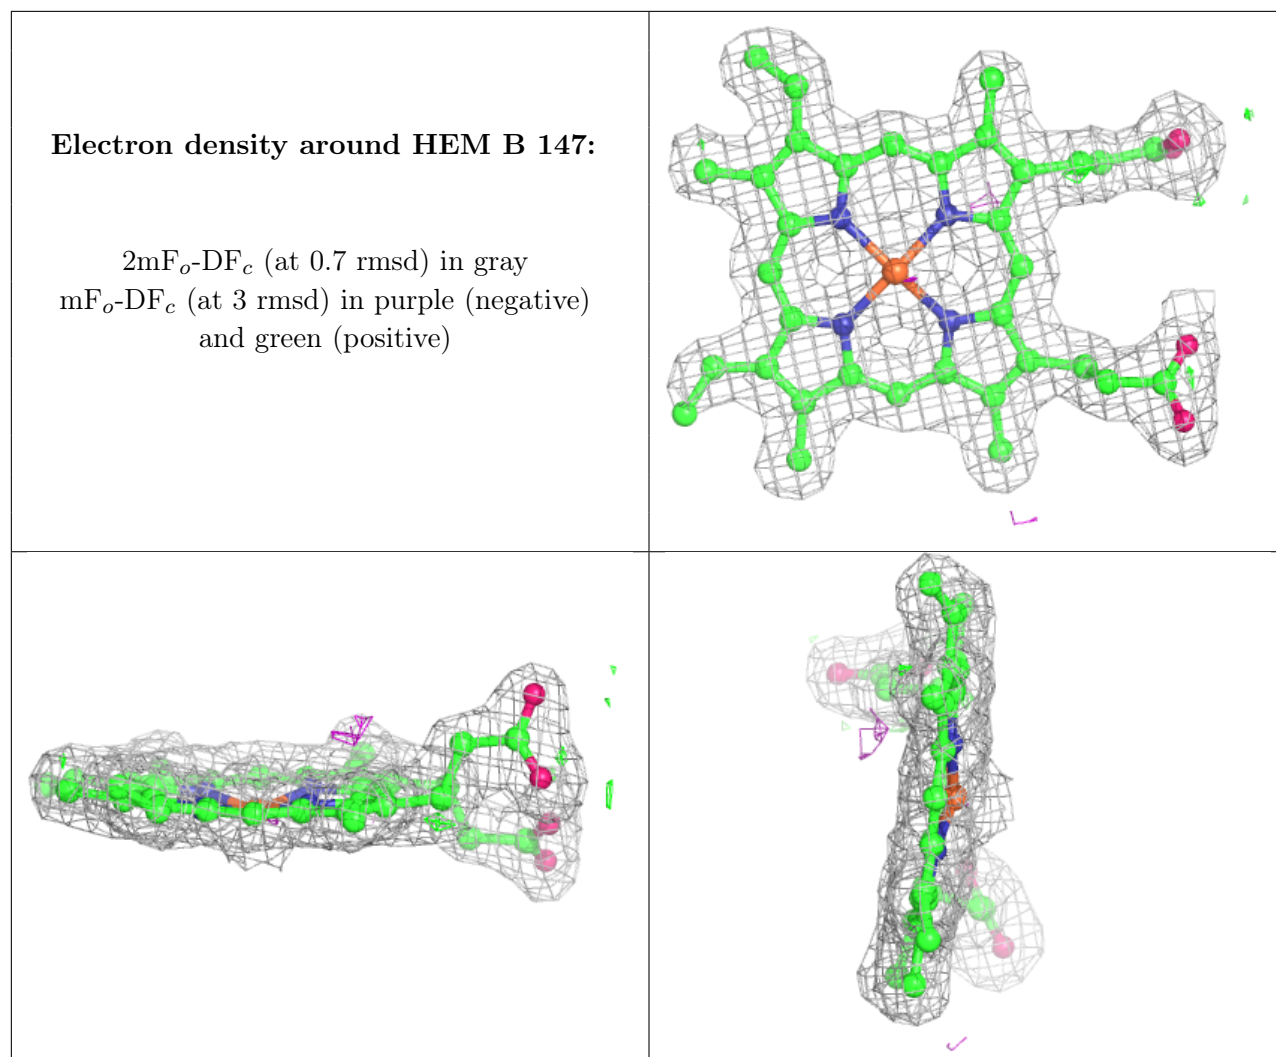 Electron density around HEM B 147:
2mFₒ-DF𝑐 (at 0.7 rmsd) in gray
mFₒ-DF𝑐 (at 3 rmsd) in purple (negative)
and green (positive)